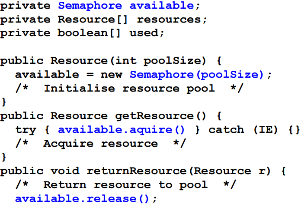 private Semaphore available;
private Resource[] resources;
private boolean[] used;
public Resource(int poolSize) {
available = new Semaphore(poolSize);
/* Initialise resource pool */
}
public Resource getResource() {
try { available.aquire() } catch (IE) {}
/* Acquire resource */
}
public void returnResource(Resource r) {
/* Return resource to pool */
available.release();